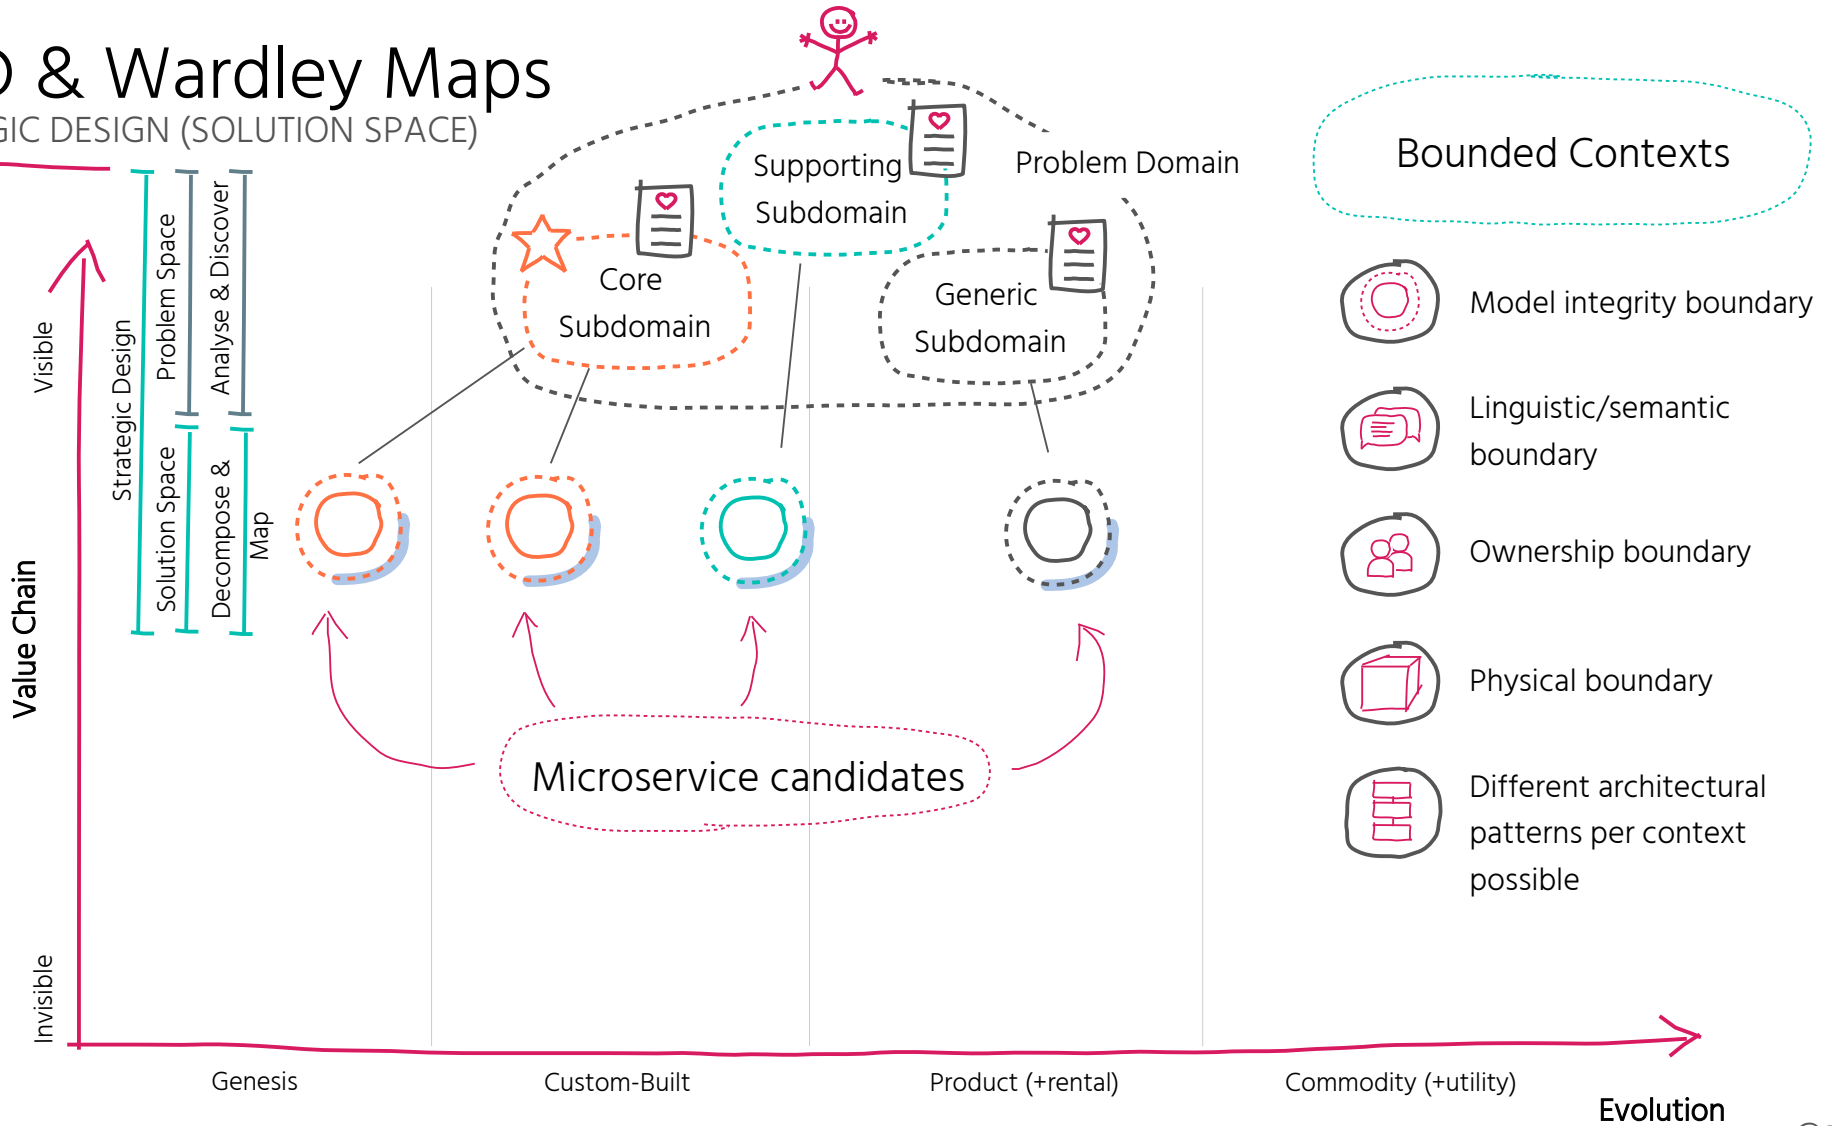 & Wardley Maps
GIC DESIGN (SOLUTION SPACE)
Supporting
Subdomain
Problem Domain
Core
Subdomain
Generic
Subdomain
Bounded Contexts
Model integrity boundary
Linguistic/semantic
boundary
Ownership boundary
Physical boundary
Different architectural
patterns per context
possible
Value Chain
Visible
Invisible
Strategic Design
Problem Space
Analyse & Discover
Solution Space
Decompose &
Map
Microservice candidates
Genesis
Custom-Built
Product (+rental)
Commodity (+utility)
Evolution